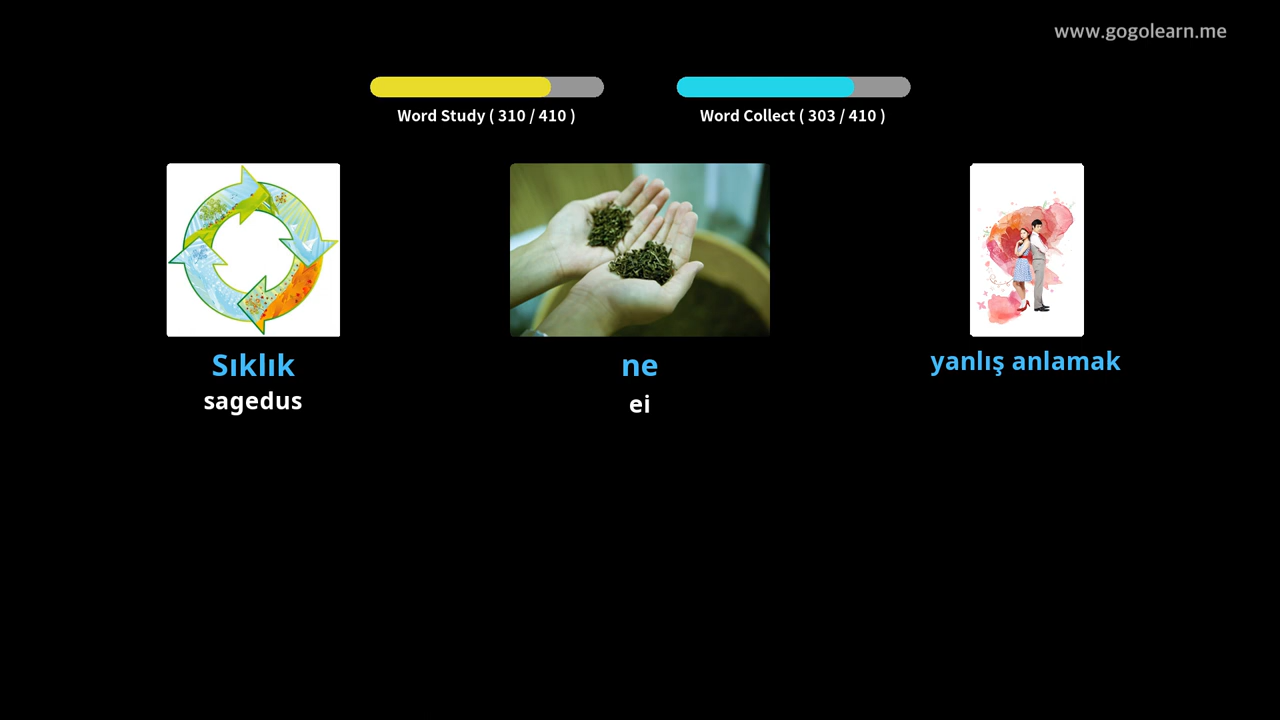 www.gogolearn.me
Word Study ( 310 / 410 )
Word Collect ( 303 / 410 )
Sıklık
sagedus
ne
ei
yanlış anlamak